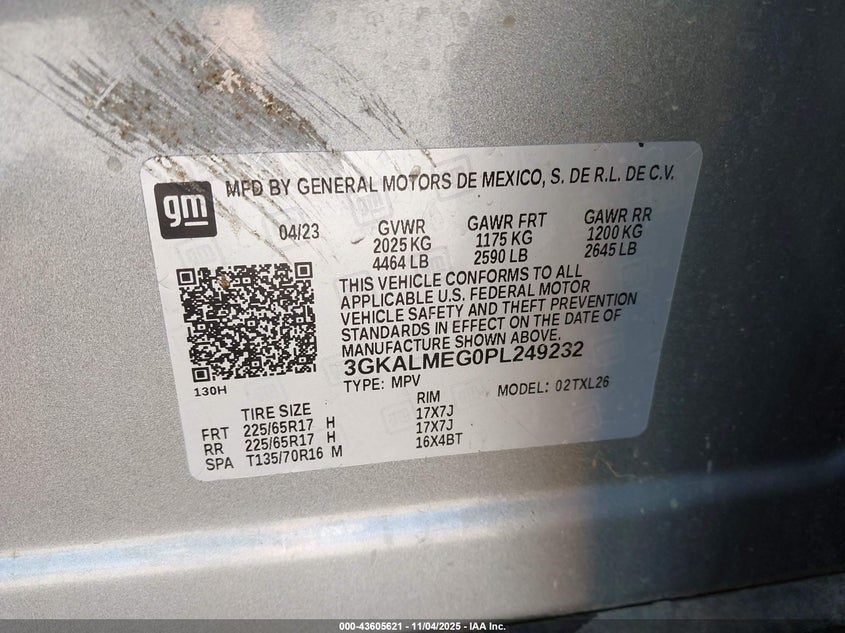 gm
MFD BY GENERAL MOTORS DE MEXICO, S. DE R.L. DE C.V.
04/23
GVWR
2025 KG
4464 LB
GAWR FRT
1175 KG
2590 LB
GAWR RR
1200 KG
2645 LB
THIS VEHICLE CONFORMS TO ALL
APPLICABLE U.S. FEDERAL MOTOR
VEHICLE SAFETY AND THEFT PREVENTION
STANDARDS IN EFFECT ON THE DATE OF
MANUFACTURE SHOWN ABOVE.
3GKALMEG0PL249232
TYPE: MPV MODEL: 02TXL26
130H
TIRE SIZE RIM
FRT 225/65R17 H 17X7J
RR 225/65R17 H 17X7J
SPA T135/70R16 M 16X4BT
000-43605621 - 11/04/2025 - IAA Inc.